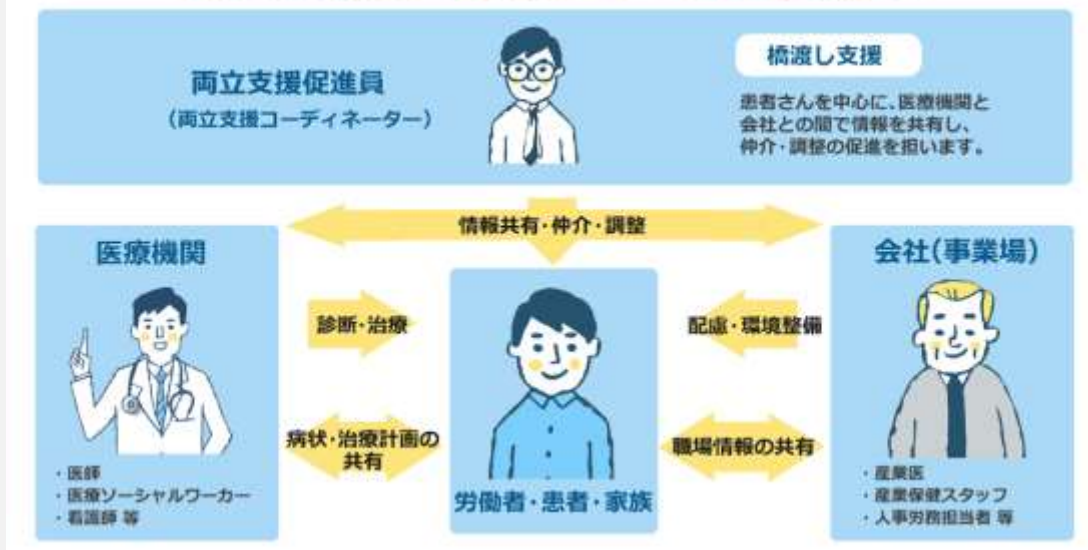 両立支援促進員
（両立支援コーディネーター）
橋渡し支援
患者さんを中心に、医療機関と
会社との間で情報を共有し、
仲介・調整の促進を担います。
情報共有・仲介・調整
医療機関
診断・治療
病状・治療計画の
共有
・医師
・医療ソーシャルワーカー
・看護師 等
労働者・患者・家族
会社(事業場)
配慮・環境整備
職場情報の共有
・産業医
・産業保健スタッフ
・人事労務担当者 等